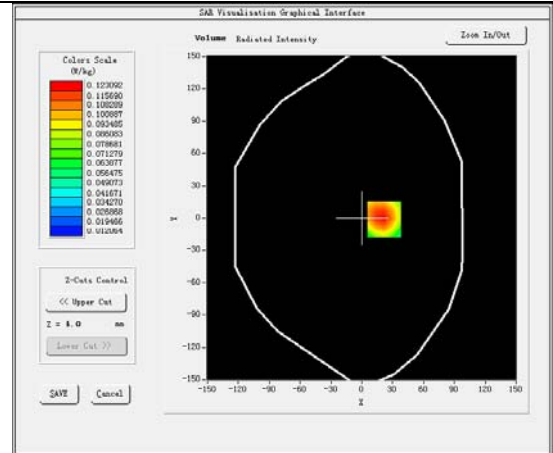 SAR Visualisation Graphical Interface
Volume Radiated Intensity
Zoom In/Out
Colors Scale
(W/kg)
0.123092
0.115690
0.108289
0.100887
0.093485
0.086083
0.078681
0.071279
0.063877
0.056475
0.049073
0.041671
0.034270
0.026868
0.019466
0.012064
Z-Cuts Control
<< Upper Cut
Z = 4.0 mm
Lower Cut >>
SAVE
Cancel
150
120
90
60
30
0
-30
-60
-90
-120
-150
Y
-150 -120 -90 -60 -30 0 30 60 90 120 150
X